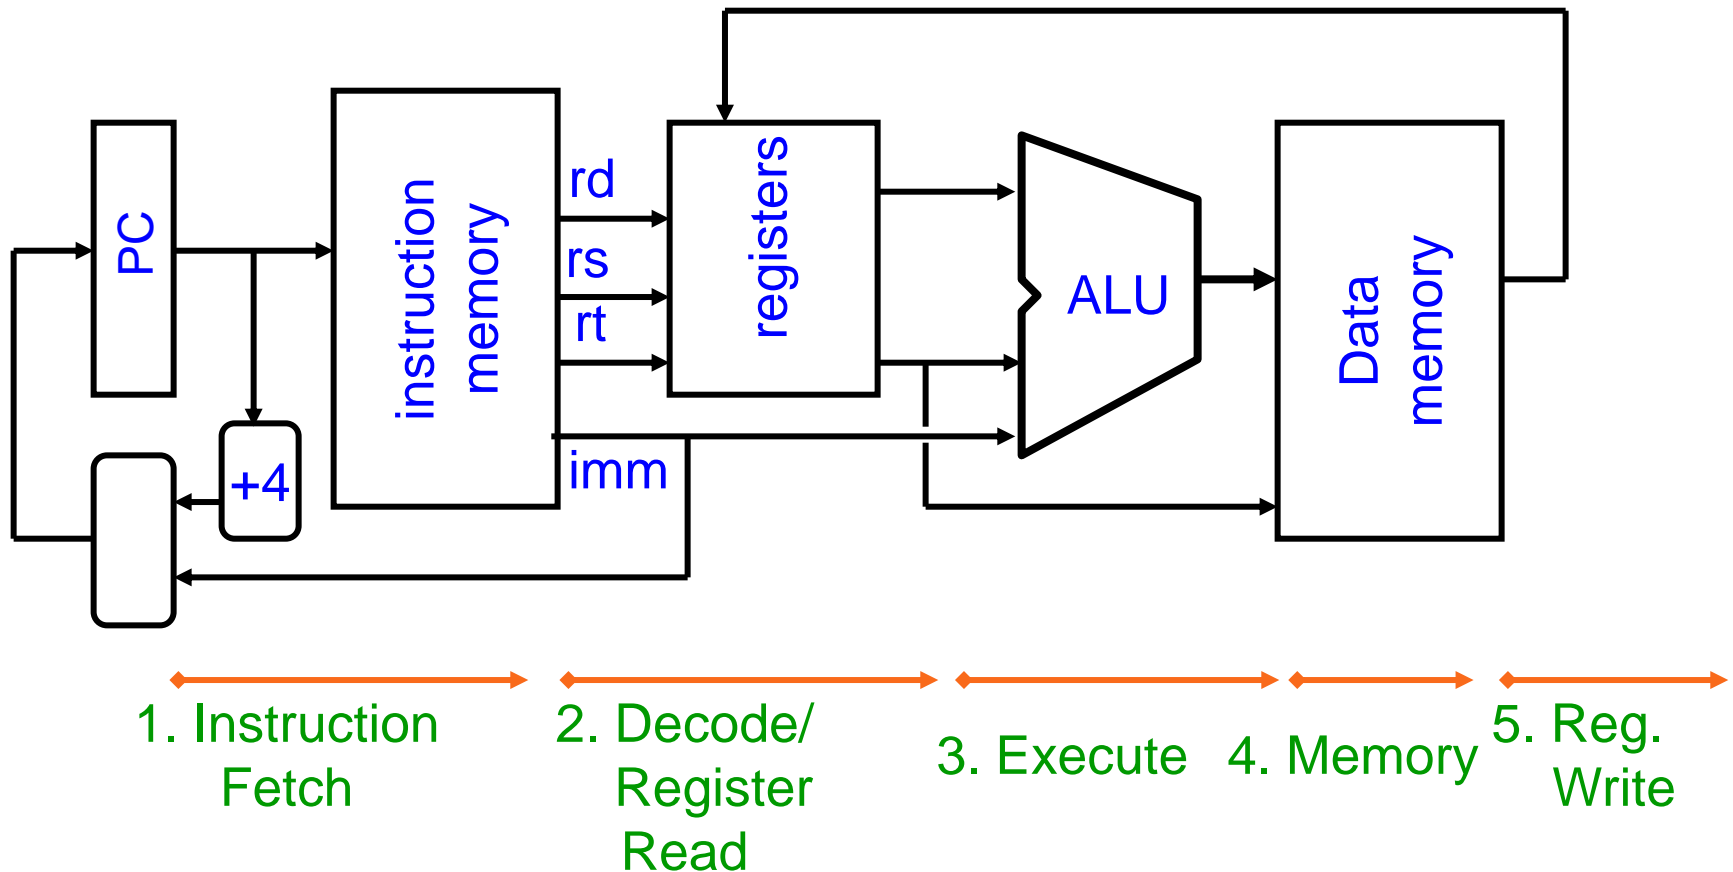 PC
+4
instruction
memory
rd
rs
rt
imm
registers
ALU
Data
memory
1. Instruction
Fetch
2. Decode/
Register
Read
3. Execute
4. Memory
5. Reg.
Write